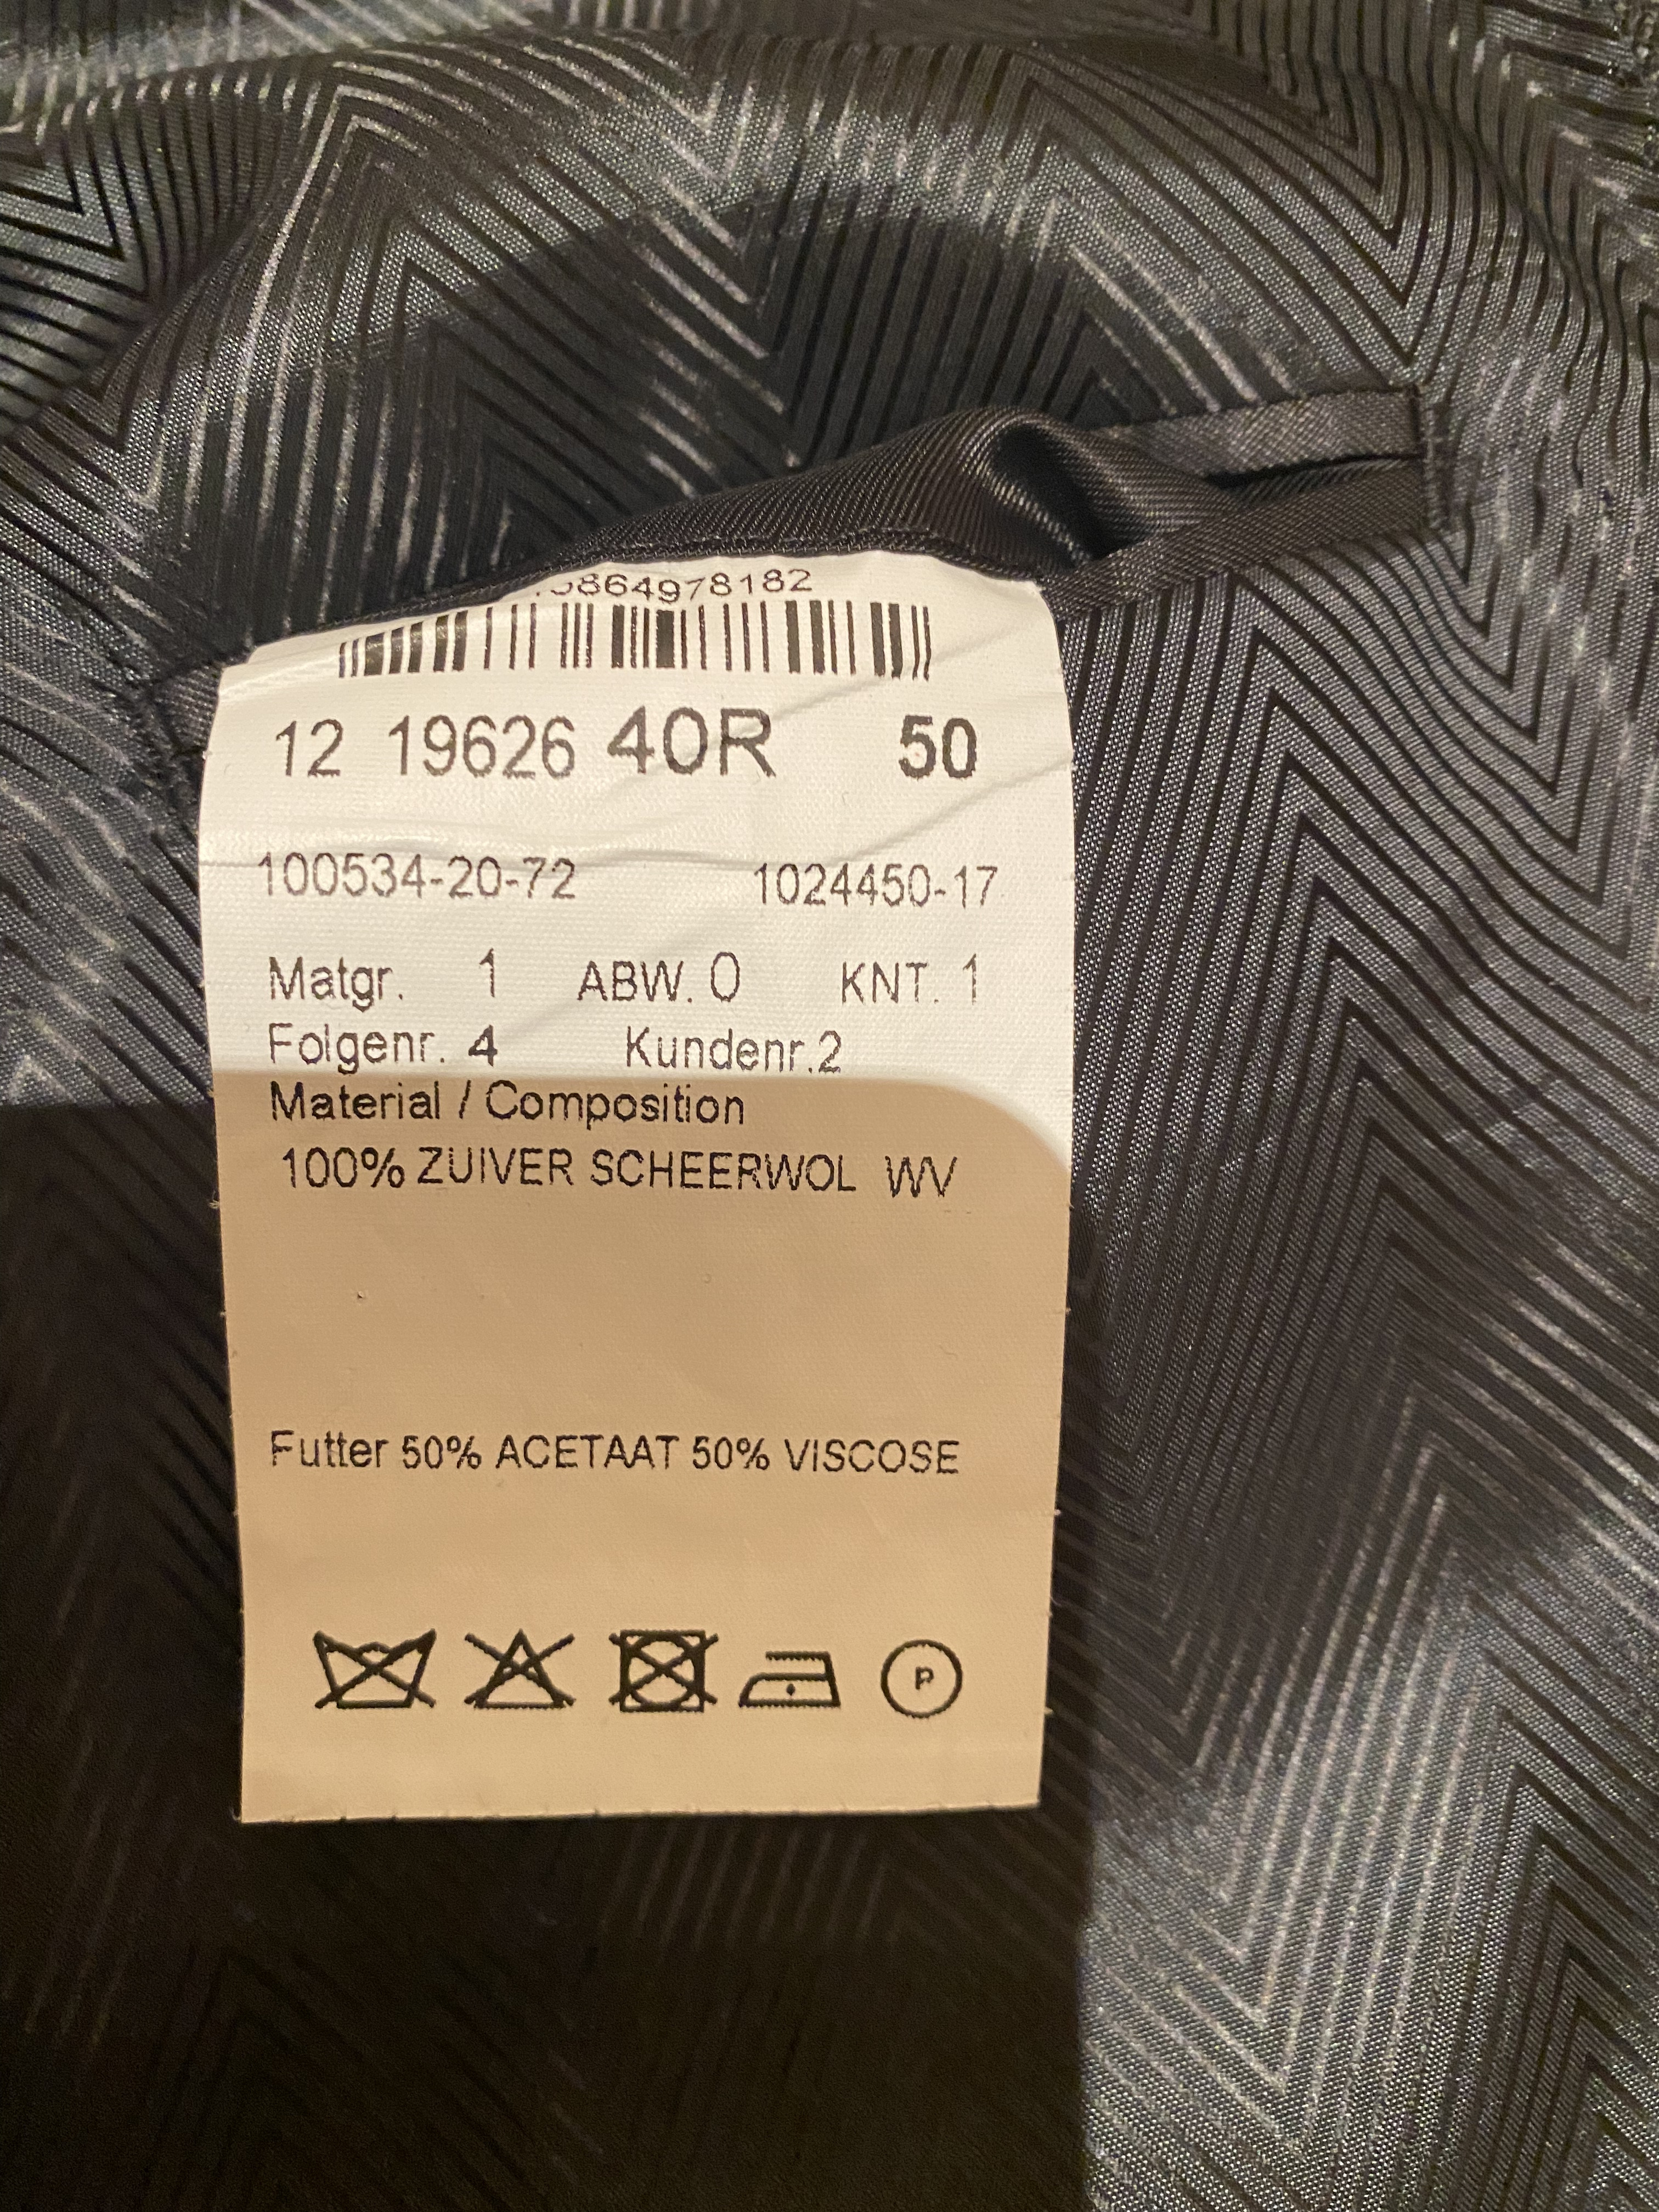 864978182
12 19626 40R 50
100534-20-72 1024450-17
Matgr. 1 ABW. 0 KNT. 1
Folgenr. 4 Kundenr.2
Material / Composition
100% ZUIVER SCHEERWOL WV
Futter 50% ACETAAT 50% VISCOSE
P